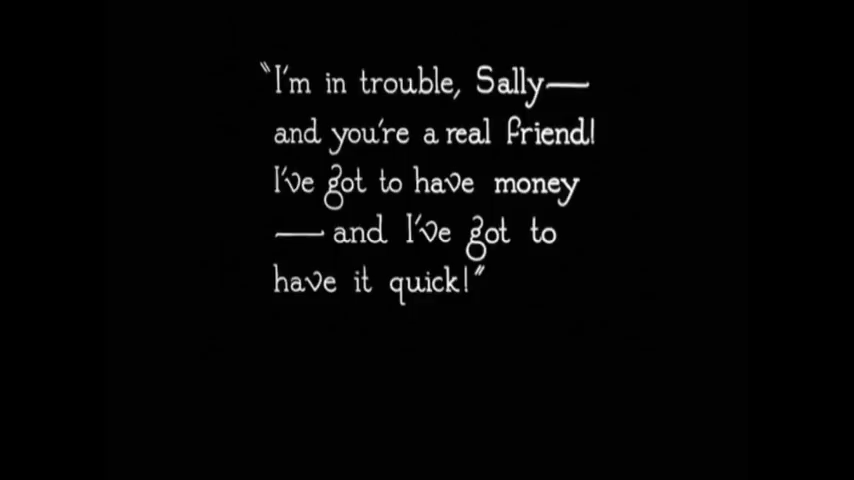 "I'm in trouble, Sally—
and you're a real friend!
I've got to have money
— and I've got to
have it quick!"